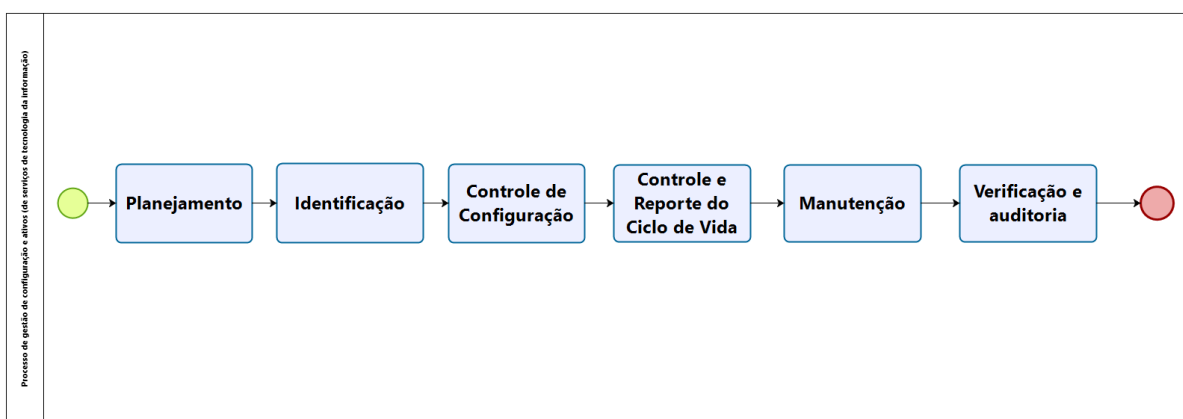 Processo de gestão de configuração e ativos (de serviços de tecnologia da informação)
Planejamento
Identificação
Controle de
Configuração
Controle e
Reporte do
Ciclo de Vida
Manutenção
Verificação e
auditoria